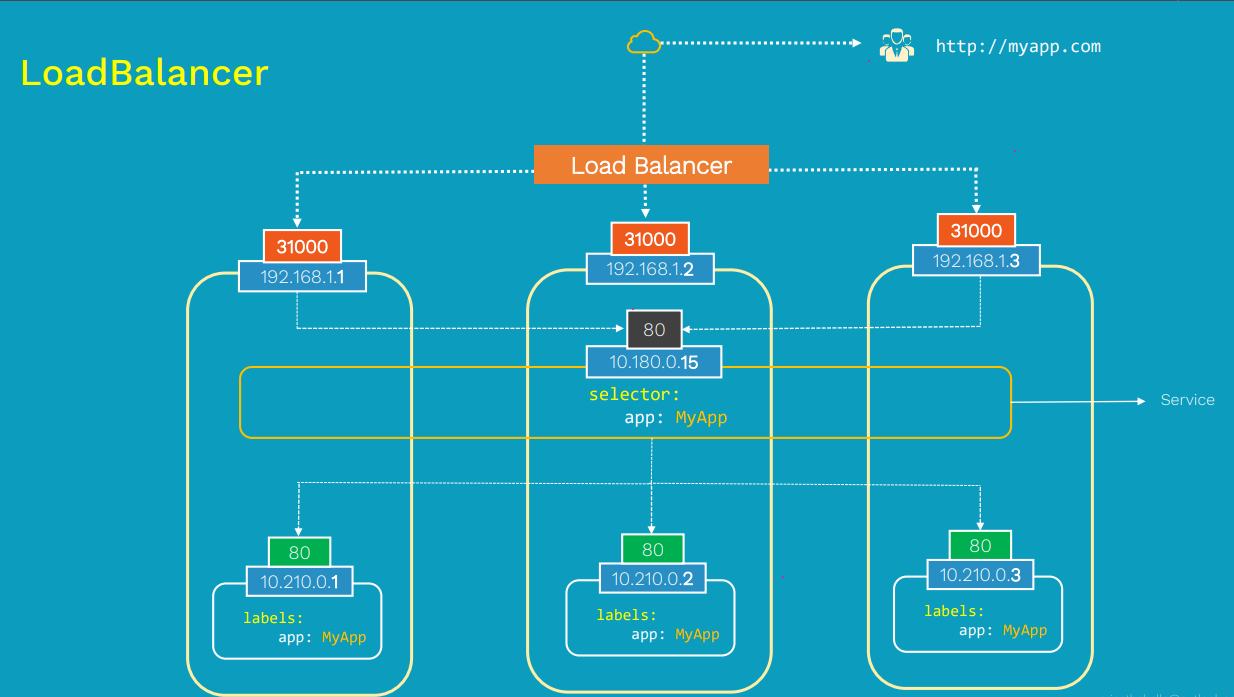 http://myapp.com
LoadBalancer
Load Balancer
31000
192.168.1.1
31000
192.168.1.2
31000
192.168.1.3
80
10.180.0.15
selector:
app: MyApp
Service
80
10.210.0.1
labels:
app: MyApp
80
10.210.0.2
labels:
app: MyApp
80
10.210.0.3
labels:
app: MyApp